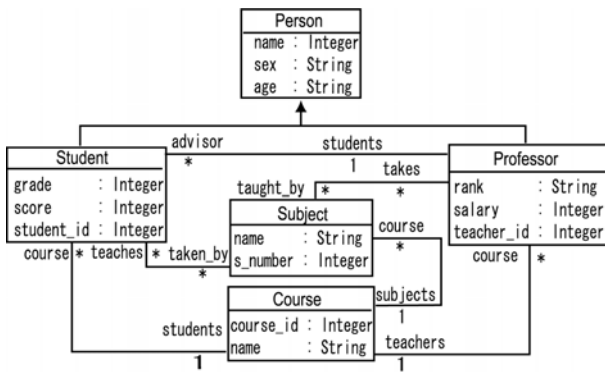 Person
name : Integer
sex : String
age : String
advisor students
* 1
Student
grade : Integer
score : Integer
student_id : Integer
Professor
rank : String
salary : Integer
teacher_id : Integer
takes
taught_by * *
Subject
name : String
s_number : Integer
course
*
course * teaches * taken_by
*
course *
Course
course_id : Integer
name : String
subjects
1
students
1
teachers
1